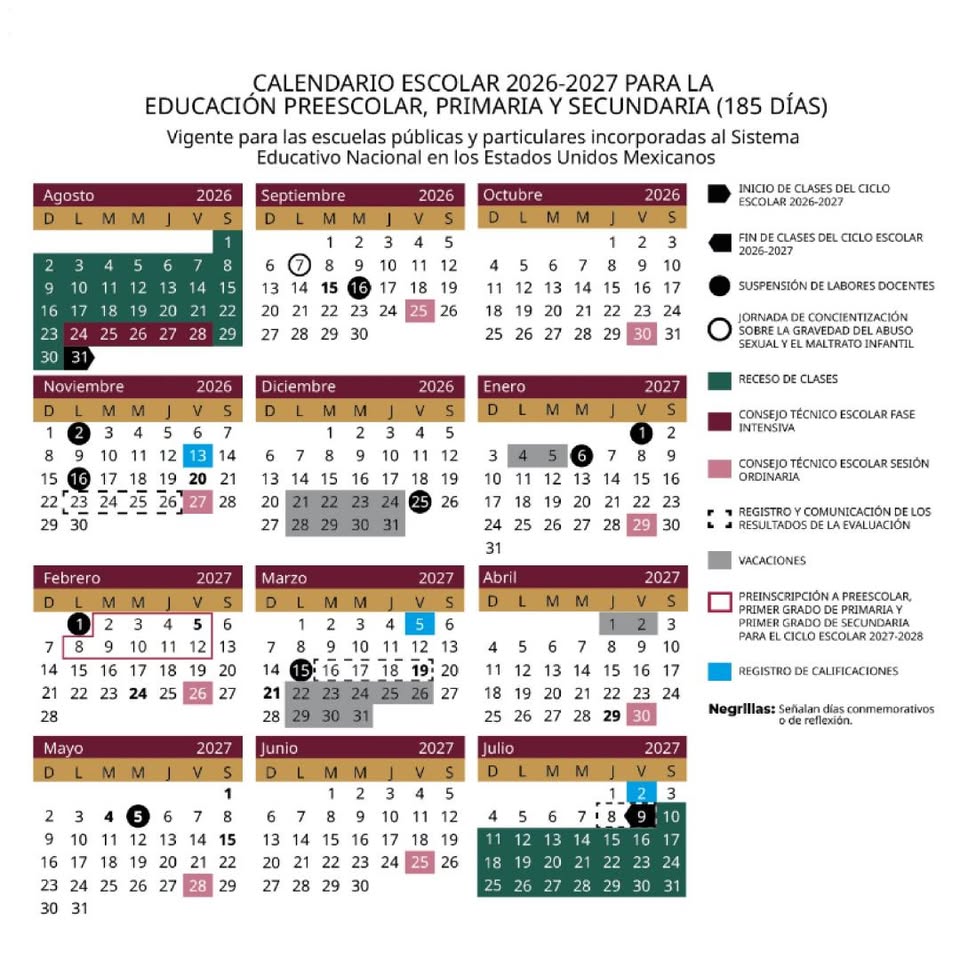 CALENDARIO ESCOLAR 2026-2027 PARA LA
EDUCACIÓN PREESCOLAR, PRIMARIA Y SECUNDARIA (185 DÍAS)
Vigente para las escuelas públicas y particulares incorporadas al Sistema
Educativo Nacional en los Estados Unidos Mexicanos
Agosto 2026
D L M M J V S
1
2 3 4 5 6 7 8
9 10 11 12 13 14 15
16 17 18 19 20 21 22
23 24 25 26 27 28 29
30 31
Septiembre 2026
D L M M J V S
1 2 3 4 5
6 7 8 9 10 11 12
13 14 15 16 17 18 19
20 21 22 23 24 25 26
27 28 29 30
Octubre 2026
D L M M J V S
1 2 3
4 5 6 7 8 9 10
11 12 13 14 15 16 17
18 19 20 21 22 23 24
25 26 27 28 29 30 31
Noviembre 2026
D L M M J V S
1 2 3 4 5 6 7
8 9 10 11 12 13 14
15 16 17 18 19 20 21
22 23 24 25 26 27 28
29 30
Diciembre 2026
D L M M J V S
1 2 3 4 5
6 7 8 9 10 11 12
13 14 15 16 17 18 19
20 21 22 23 24 25 26
27 28 29 30 31
Enero 2027
D L M M J V S
1 2
3 4 5 6 7 8 9
10 11 12 13 14 15 16
17 18 19 20 21 22 23
24 25 26 27 28 29 30
31
Febrero 2027
D L M M J V S
1 2 3 4 5 6
7 8 9 10 11 12 13
14 15 16 17 18 19 20
21 22 23 24 25 26 27
28
Marzo 2027
D L M M J V S
1 2 3 4 5 6
7 8 9 10 11 12 13
14 15 16 17 18 19 20
21 22 23 24 25 26 27
28 29 30 31
Abril 2027
D L M M J V S
1 2 3
4 5 6 7 8 9 10
11 12 13 14 15 16 17
18 19 20 21 22 23 24
25 26 27 28 29 30
Mayo 2027
D L M M J V S
1
2 3 4 5 6 7 8
9 10 11 12 13 14 15
16 17 18 19 20 21 22
23 24 25 26 27 28 29
30 31
Junio 2027
D L M M J V S
1 2 3 4 5
6 7 8 9 10 11 12
13 14 15 16 17 18 19
20 21 22 23 24 25 26
27 28 29 30
Julio 2027
D L M M J V S
1 2 3
4 5 6 7 8 9 10
11 12 13 14 15 16 17
18 19 20 21 22 23 24
25 26 27 28 29 30 31
INICIO DE CLASES DEL CICLO
ESCOLAR 2026-2027
FIN DE CLASES DEL CICLO ESCOLAR
2026-2027
SUSPENSIÓN DE LABORES DOCENTES
JORNADA DE CONCIENTIZACIÓN
SOBRE LA GRAVEDAD DEL ABUSO
SEXUAL Y EL MALTRATO INFANTIL
RECESO DE CLASES
CONSEJO TÉCNICO ESCOLAR FASE
INTENSIVA
CONSEJO TÉCNICO ESCOLAR SESIÓN
ORDINARIA
REGISTRO Y COMUNICACIÓN DE LOS
RESULTADOS DE LA EVALUACIÓN
VACACIONES
PREINSCRIPCIÓN A PREESCOLAR,
PRIMER GRADO DE PRIMARIA Y
PRIMER GRADO DE SECUNDARIA
PARA EL CICLO ESCOLAR 2027-2028
REGISTRO DE CALIFICACIONES
Negrillas: Señalan días conmemorativos
o de reflexión.